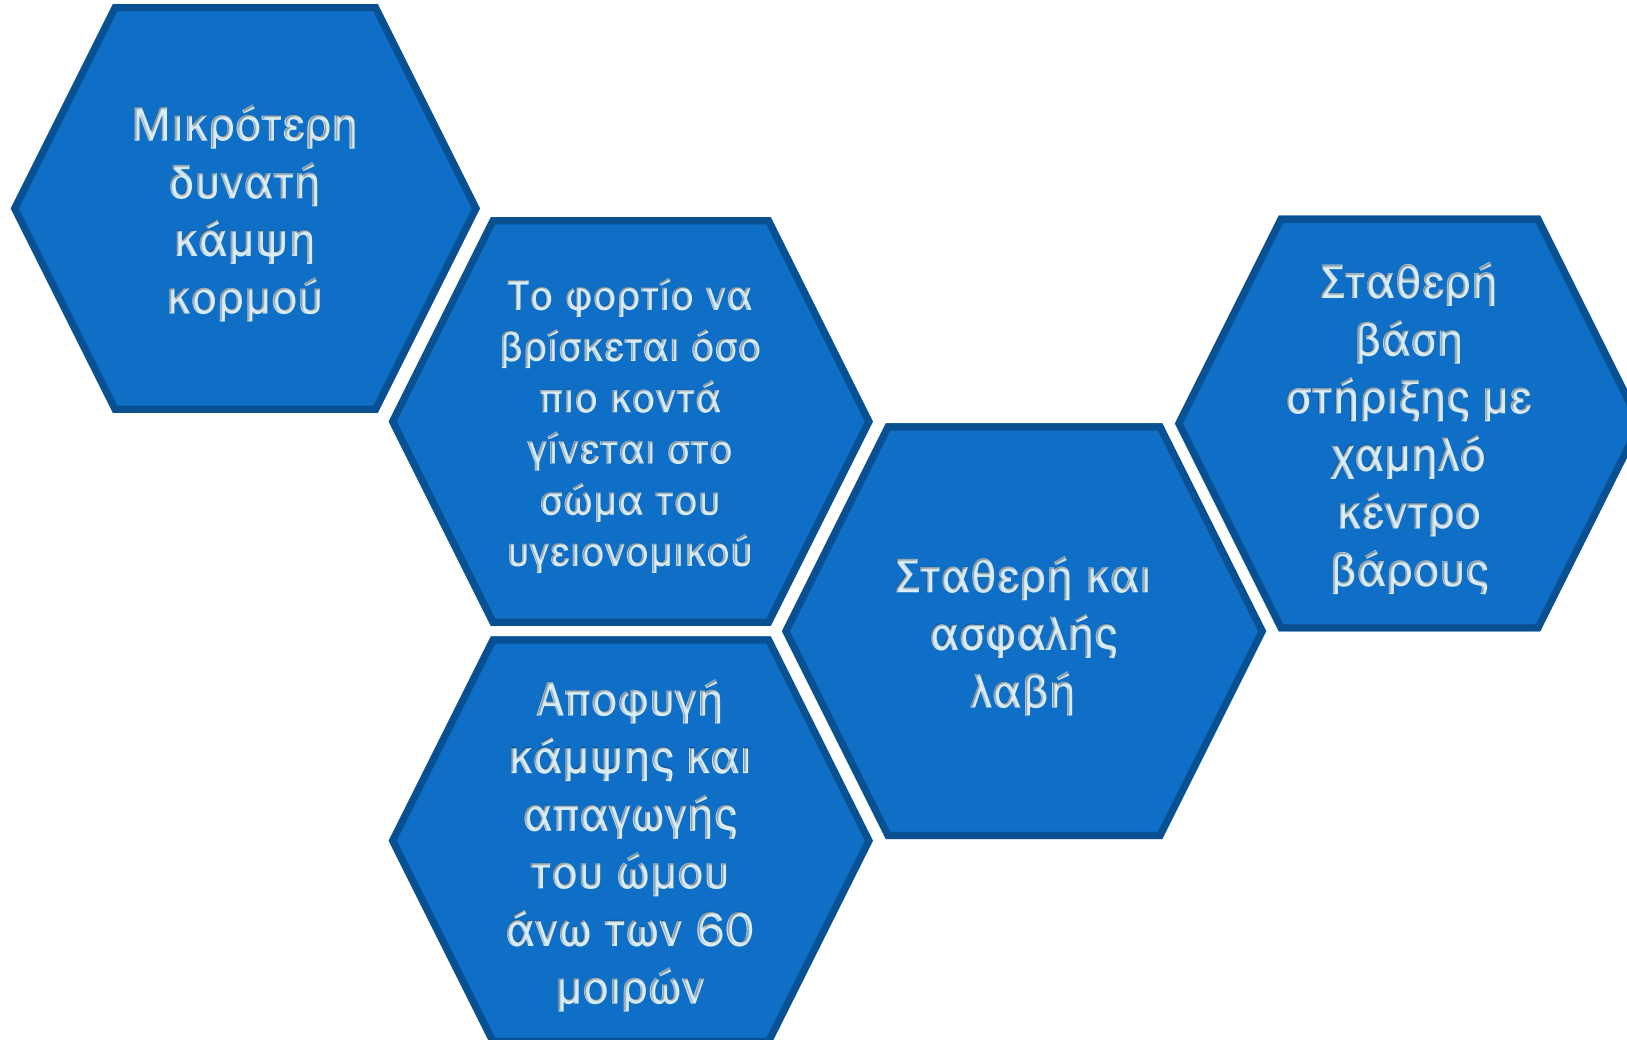 Μικρότερη
δυνατή
κάμψη
κορμού
Το φορτίο να
βρίσκεται όσο
πιο κοντά
γίνεται στο
σώμα του
υγειονομικού
Αποφυγή
κάμψης και
απαγωγής
του ώμου
άνω των 60
μοιρών
Σταθερή και
ασφαλής
λαβή
Σταθερή
βάση
στήριξης με
χαμηλό
κέντρο
βάρους